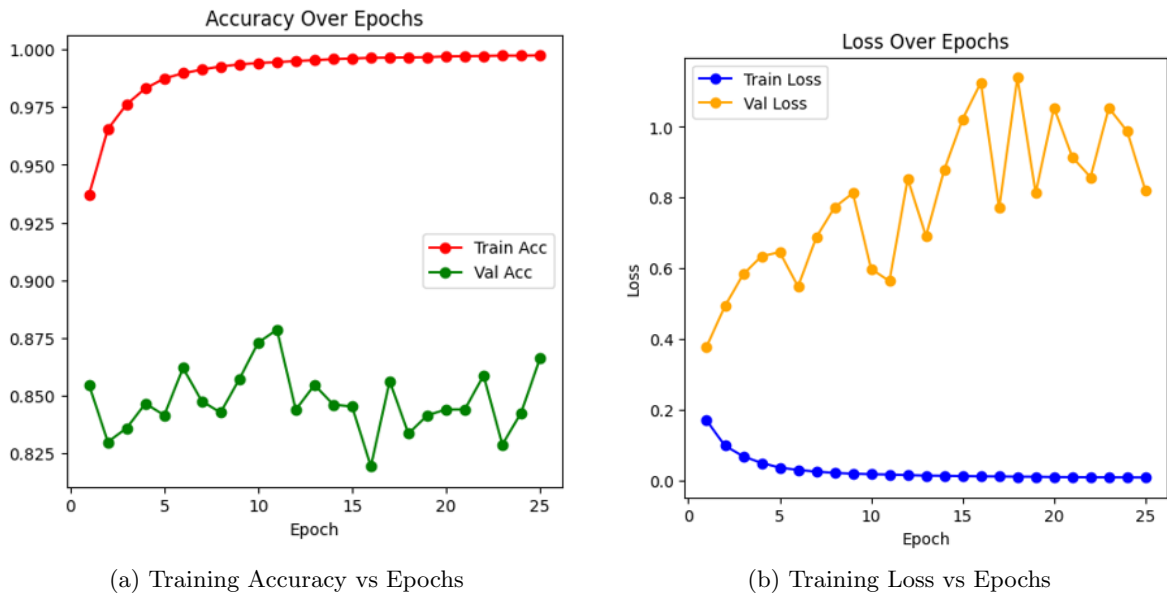 Accuracy Over Epochs
1.000
0.975
0.950
0.925
0.900
0.875
0.850
0.825
Train Acc
Val Acc
0 5 10 15 20 25
Epoch
(a) Training Accuracy vs Epochs
Loss Over Epochs
Train Loss
Val Loss
Loss
1.0
0.8
0.6
0.4
0.2
0.0
0 5 10 15 20 25
Epoch
(b) Training Loss vs Epochs